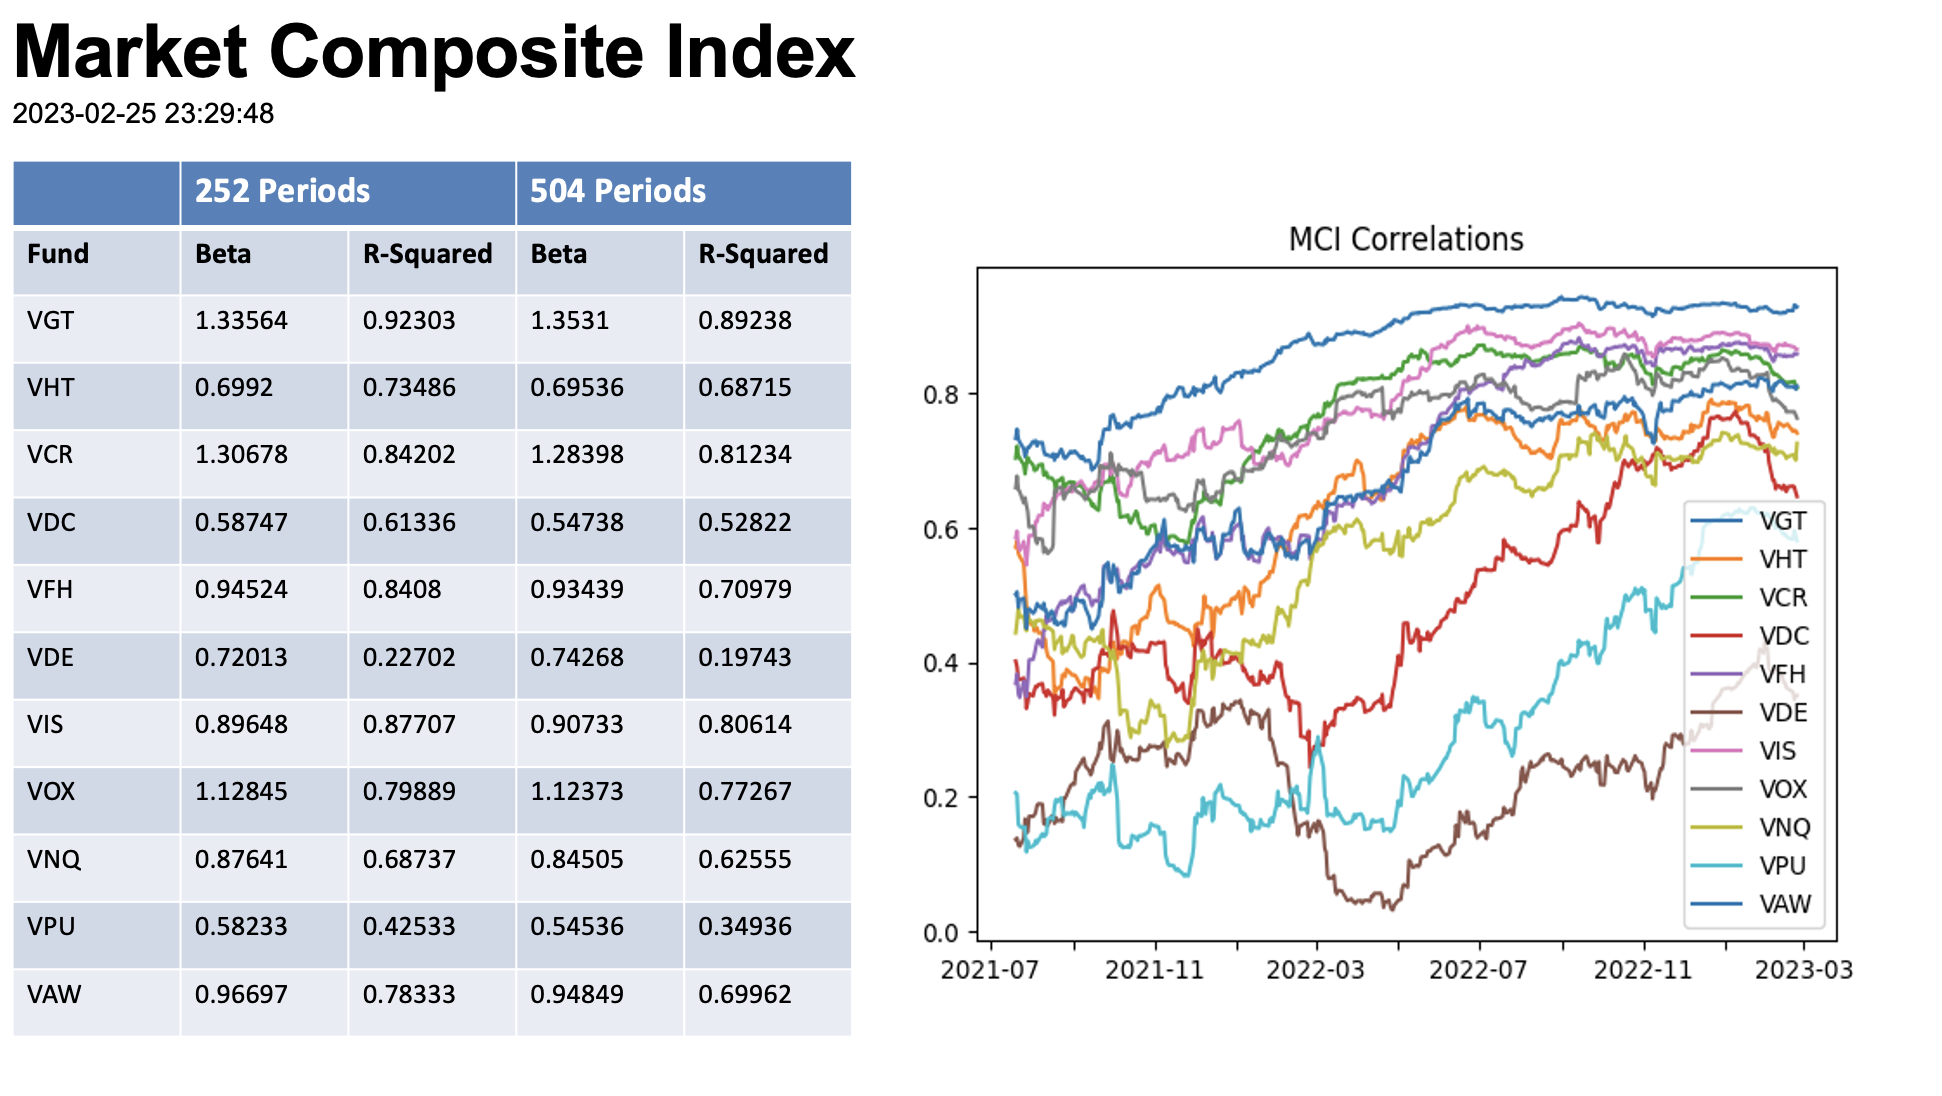 Market Composite Index
2023-02-25 23:29:48
252 Periods 504 Periods
Fund Beta R-Squared Beta R-Squared
VGT 1.33564 0.92303 1.3531 0.89238
VHT 0.6992 0.73486 0.69536 0.68715
VCR 1.30678 0.84202 1.28398 0.81234
VDC 0.58747 0.61336 0.54738 0.52822
VFH 0.94524 0.8408 0.93439 0.70979
VDE 0.72013 0.22702 0.74268 0.19743
VIS 0.89648 0.87707 0.90733 0.80614
VOX 1.12845 0.79889 1.12373 0.77267
VNQ 0.87641 0.68737 0.84505 0.62555
VPU 0.58233 0.42533 0.54536 0.34936
VAW 0.96697 0.78333 0.94849 0.69962
MCI Correlations
0.8
0.6
0.4
0.2
0.0
2021-07 2021-11 2022-03 2022-07 2022-11 2023-03
VGT
VHT
VCR
VDC
VFH
VDE
VIS
VOX
VNQ
VPU
VAW